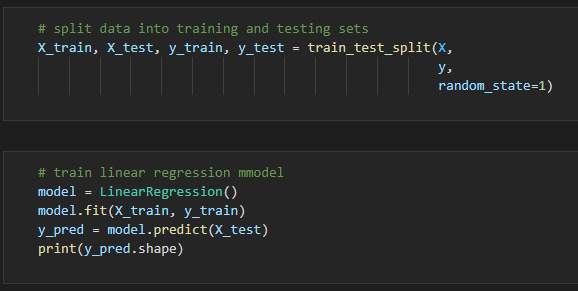 # split data into training and testing sets
X_train, X_test, y_train, y_test = train_test_split(X,
y,
random_state=1)
# train linear regression mmodel
model = LinearRegression()
model.fit(X_train, y_train)
y_pred = model.predict(X_test)
print(y_pred.shape)